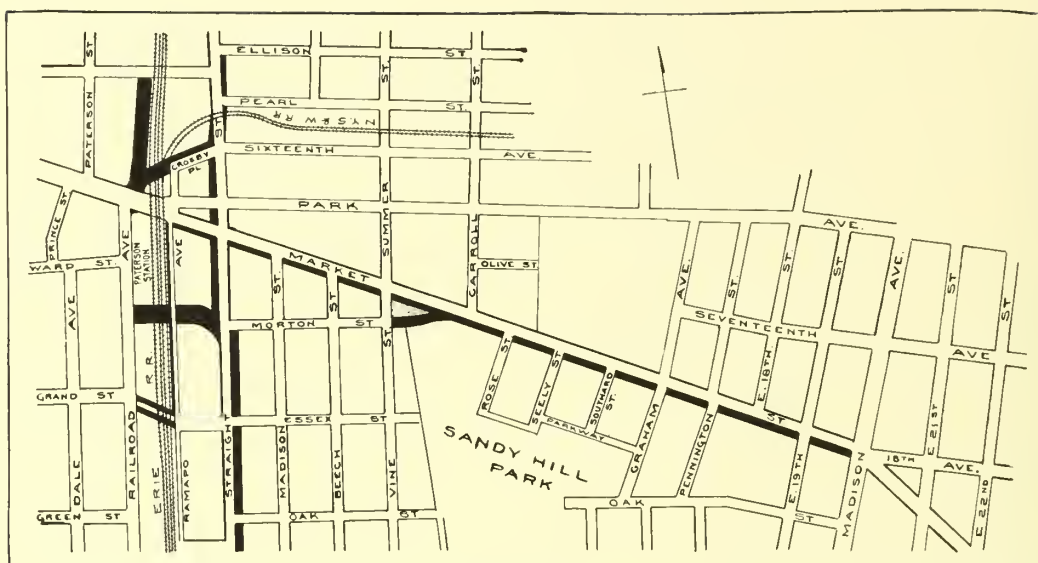 ELLISON ST
PATERSON ST
ST.
ST.
ST.
PEARL ST.
N.Y.S&W RR
SIXTEENTH AVE.
CROSBY PL
PARK AVE.
PRINCE ST
SUMMER
CARROLL
OLIVE ST.
WARD ST.
AVE
PATERSON STATION
AVE
MARKET ST
MORTON ST
ST.
ST.
ST.
AVE.
ST.
ST.
ST
AVE.
ST
ST
SEVENTEENTH AVE
DALE AVE
GRAND ST
ERIE R.R.
RAILROAD
RAMAPO
STRAIGHT
ESSEX ST
MADISON
BEECH
VINE
OAK ST
GREEN ST
SANDY HILL
PARK
ROSE ST
SEELY ST
SOUTHARD ST.
PARKWAY
GRAHAM
PENNINGTON
E. 18TH
E. 19TH
MADISON
18TH AVE.
E 21ST
E 22ND
OAK ST